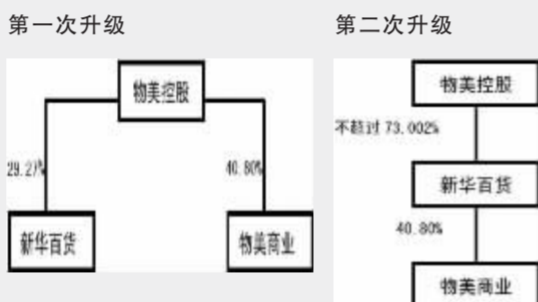 第一次升级
第二次升级
物美控股
29.27%
40.80%
新华百货
物美商业
物美控股
不超过 73.002%
新华百货
40.80%
物美商业